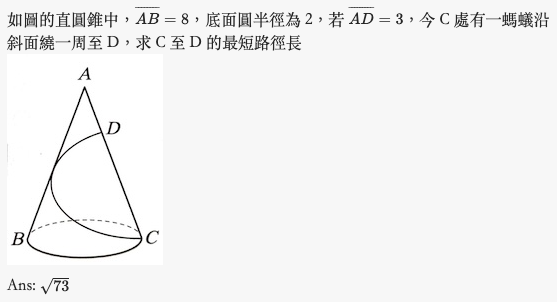 如圖的直圓錐中，$\overline{AB}=8$，底面圓半徑為 2，若 $\overline{AD}=3$，今 C 處有一螞蟻沿
斜面繞一周至 D，求 C 至 D 的最短路徑長
A
D
B
C
Ans: $\sqrt{73}$